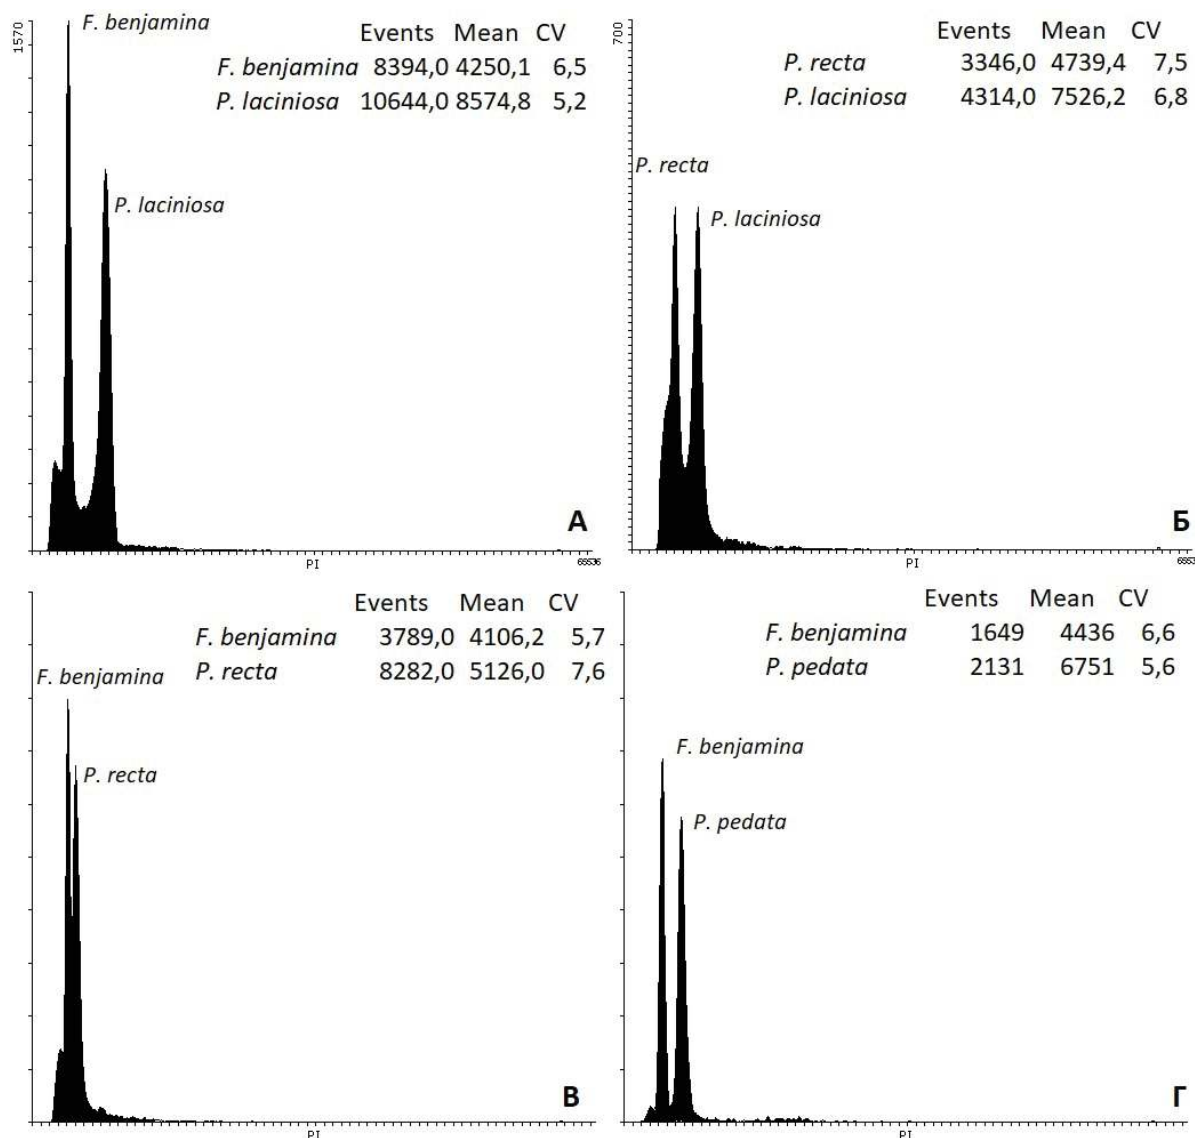 1570
F. benjamina
Events Mean CV
F. benjamina 8394,0 4250,1 6,5
P. laciniosa 10644,0 8574,8 5,2
P. laciniosa
А
PI
65536
700
Events Mean CV
P. recta 3346,0 4739,4 7,5
P. laciniosa 4314,0 7526,2 6,8
P. recta
P. laciniosa
Б
PI
Events Mean CV
F. benjamina 3789,0 4106,2 5,7
P. recta 8282,0 5126,0 7,6
F. benjamina
P. recta
В
PI
Events Mean CV
F. benjamina 1649 4436 6,6
P. pedata 2131 6751 5,6
F. benjamina
P. pedata
Г
PI